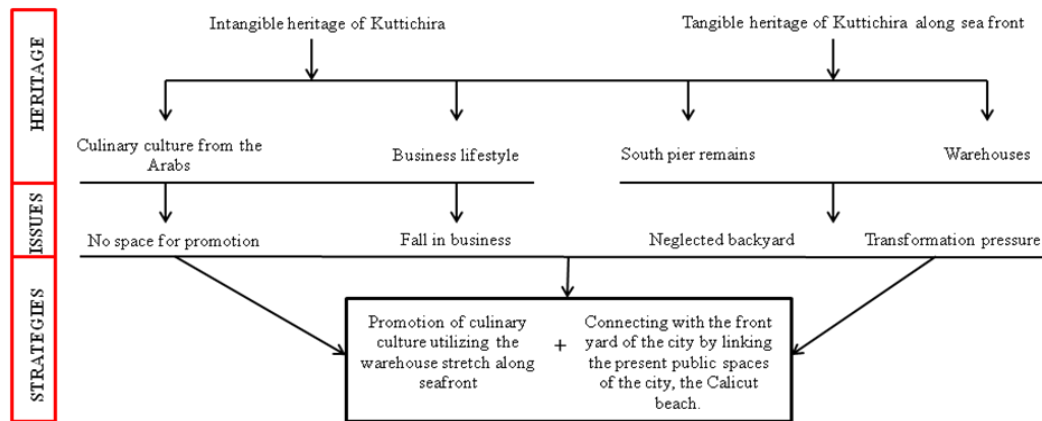 HERITAGE
Intangible heritage of Kuttichira
Tangible heritage of Kuttichira along sea front
Culinary culture from the
Arabs
Business lifestyle
South pier remains
Warehouses
ISSUES
No space for promotion
Fall in business
Neglected backyard
Transformation pressure
STRATEGIES
Promotion of culinary
culture utilizing the
warehouse stretch along
seafront
+
Connecting with the front
yard of the city by linking
the present public spaces
of the city, the Calicut
beach.